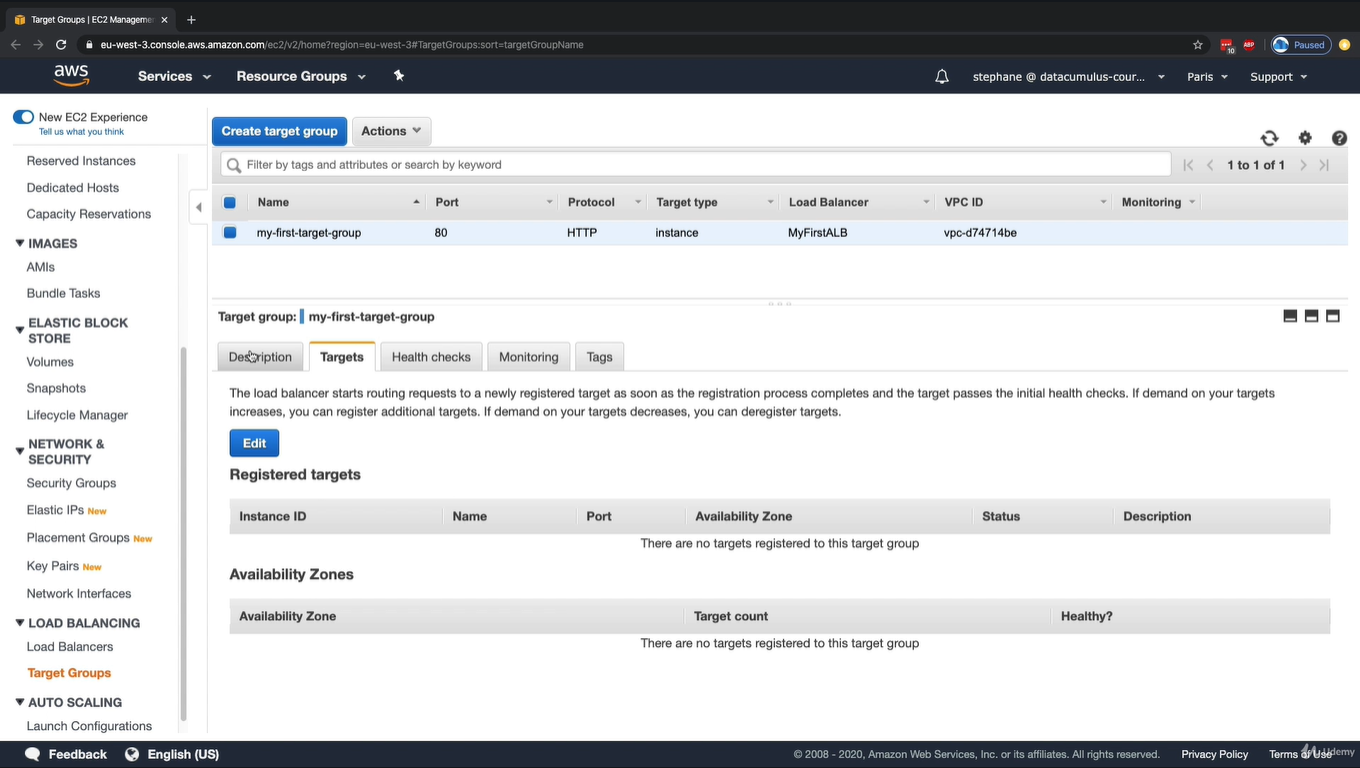 Target Groups | EC2 Manageme
eu-west-3.console.aws.amazon.com/ec2/v2/home?region=eu-west-3#TargetGroups:sort=targetGroupName
10
ABP
Paused
aws
Services
Resource Groups
stephane @ datacumulus-cour...
Paris
Support
New EC2 Experience
Tell us what you think
Reserved Instances
Dedicated Hosts
Capacity Reservations
IMAGES
AMIs
Bundle Tasks
ELASTIC BLOCK
STORE
Volumes
Snapshots
Lifecycle Manager
NETWORK &
SECURITY
Security Groups
Elastic IPs New
Placement Groups New
Key Pairs New
Network Interfaces
LOAD BALANCING
Load Balancers
Target Groups
AUTO SCALING
Launch Configurations
Create target group
Actions
Filter by tags and attributes or search by keyword
1 to 1 of 1
Name Port Protocol Target type Load Balancer VPC ID Monitoring
my-first-target-group 80 HTTP instance MyFirstALB vpc-d74714be
Target group: my-first-target-group
Description Targets Health checks Monitoring Tags
The load balancer starts routing requests to a newly registered target as soon as the registration process completes and the target passes the initial health checks. If demand on your targets
increases, you can register additional targets. If demand on your targets decreases, you can deregister targets.
Edit
Registered targets
Instance ID Name Port Availability Zone Status Description
There are no targets registered to this target group
Availability Zones
Availability Zone Target count Healthy?
There are no targets registered to this target group
Feedback
English (US)
© 2008 - 2020, Amazon Web Services, Inc. or its affiliates. All rights reserved.
Privacy Policy
Terms of Use
Udemy